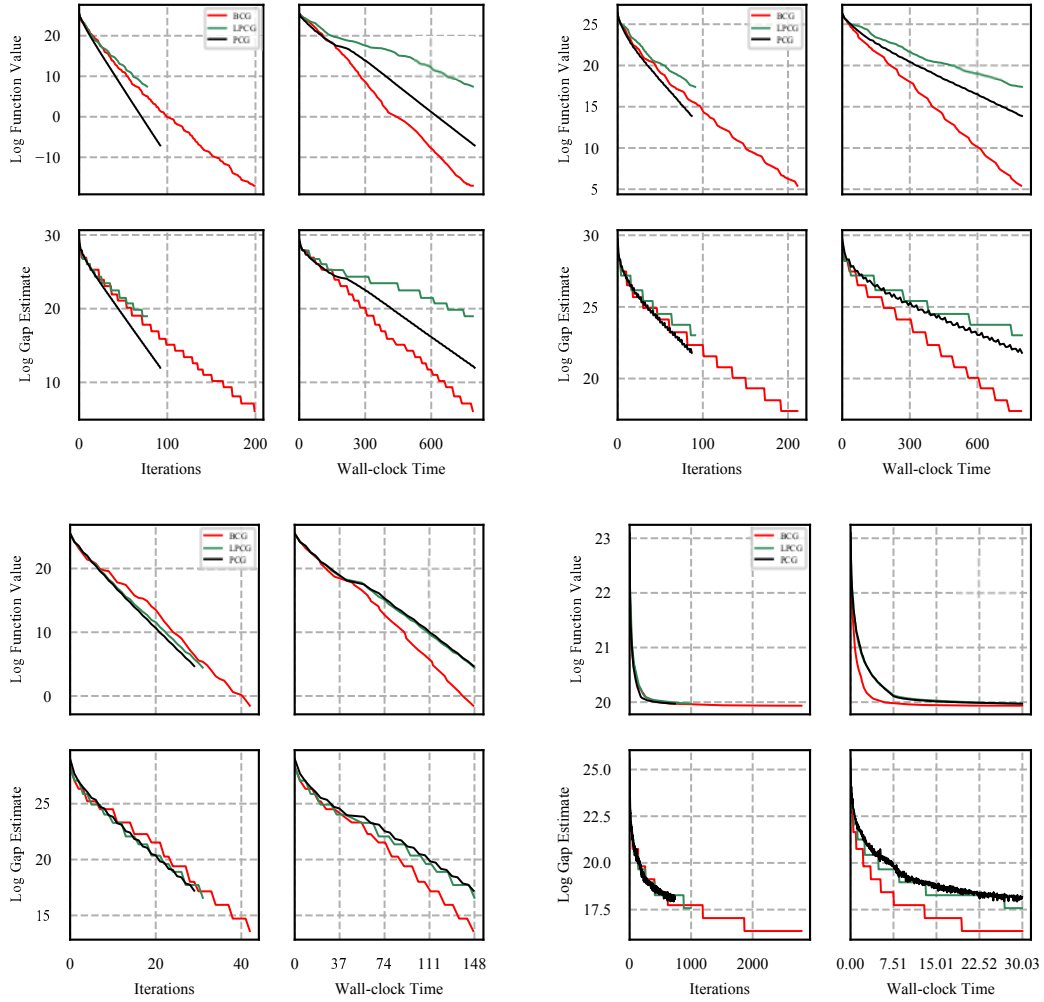 Log Function Value
20
10
0
−10
BCG
LPCG
PCG
Log Gap Estimate
30
20
10
0 100 200
Iterations
0 300 600
Wall-clock Time
Log Function Value
25
20
15
10
5
BCG
LPCG
PCG
Log Gap Estimate
30
25
20
0 100 200
Iterations
0 300 600
Wall-clock Time
Log Function Value
20
10
0
BCG
LPCG
PCG
Log Gap Estimate
25
20
15
0 20 40
Iterations
0 37 74 111 148
Wall-clock Time
Log Function Value
23
22
21
20
BCG
LPCG
PCG
Log Gap Estimate
25.0
22.5
20.0
17.5
0 1000 2000
Iterations
0.00 7.51 15.01 22.52 30.03
Wall-clock Time